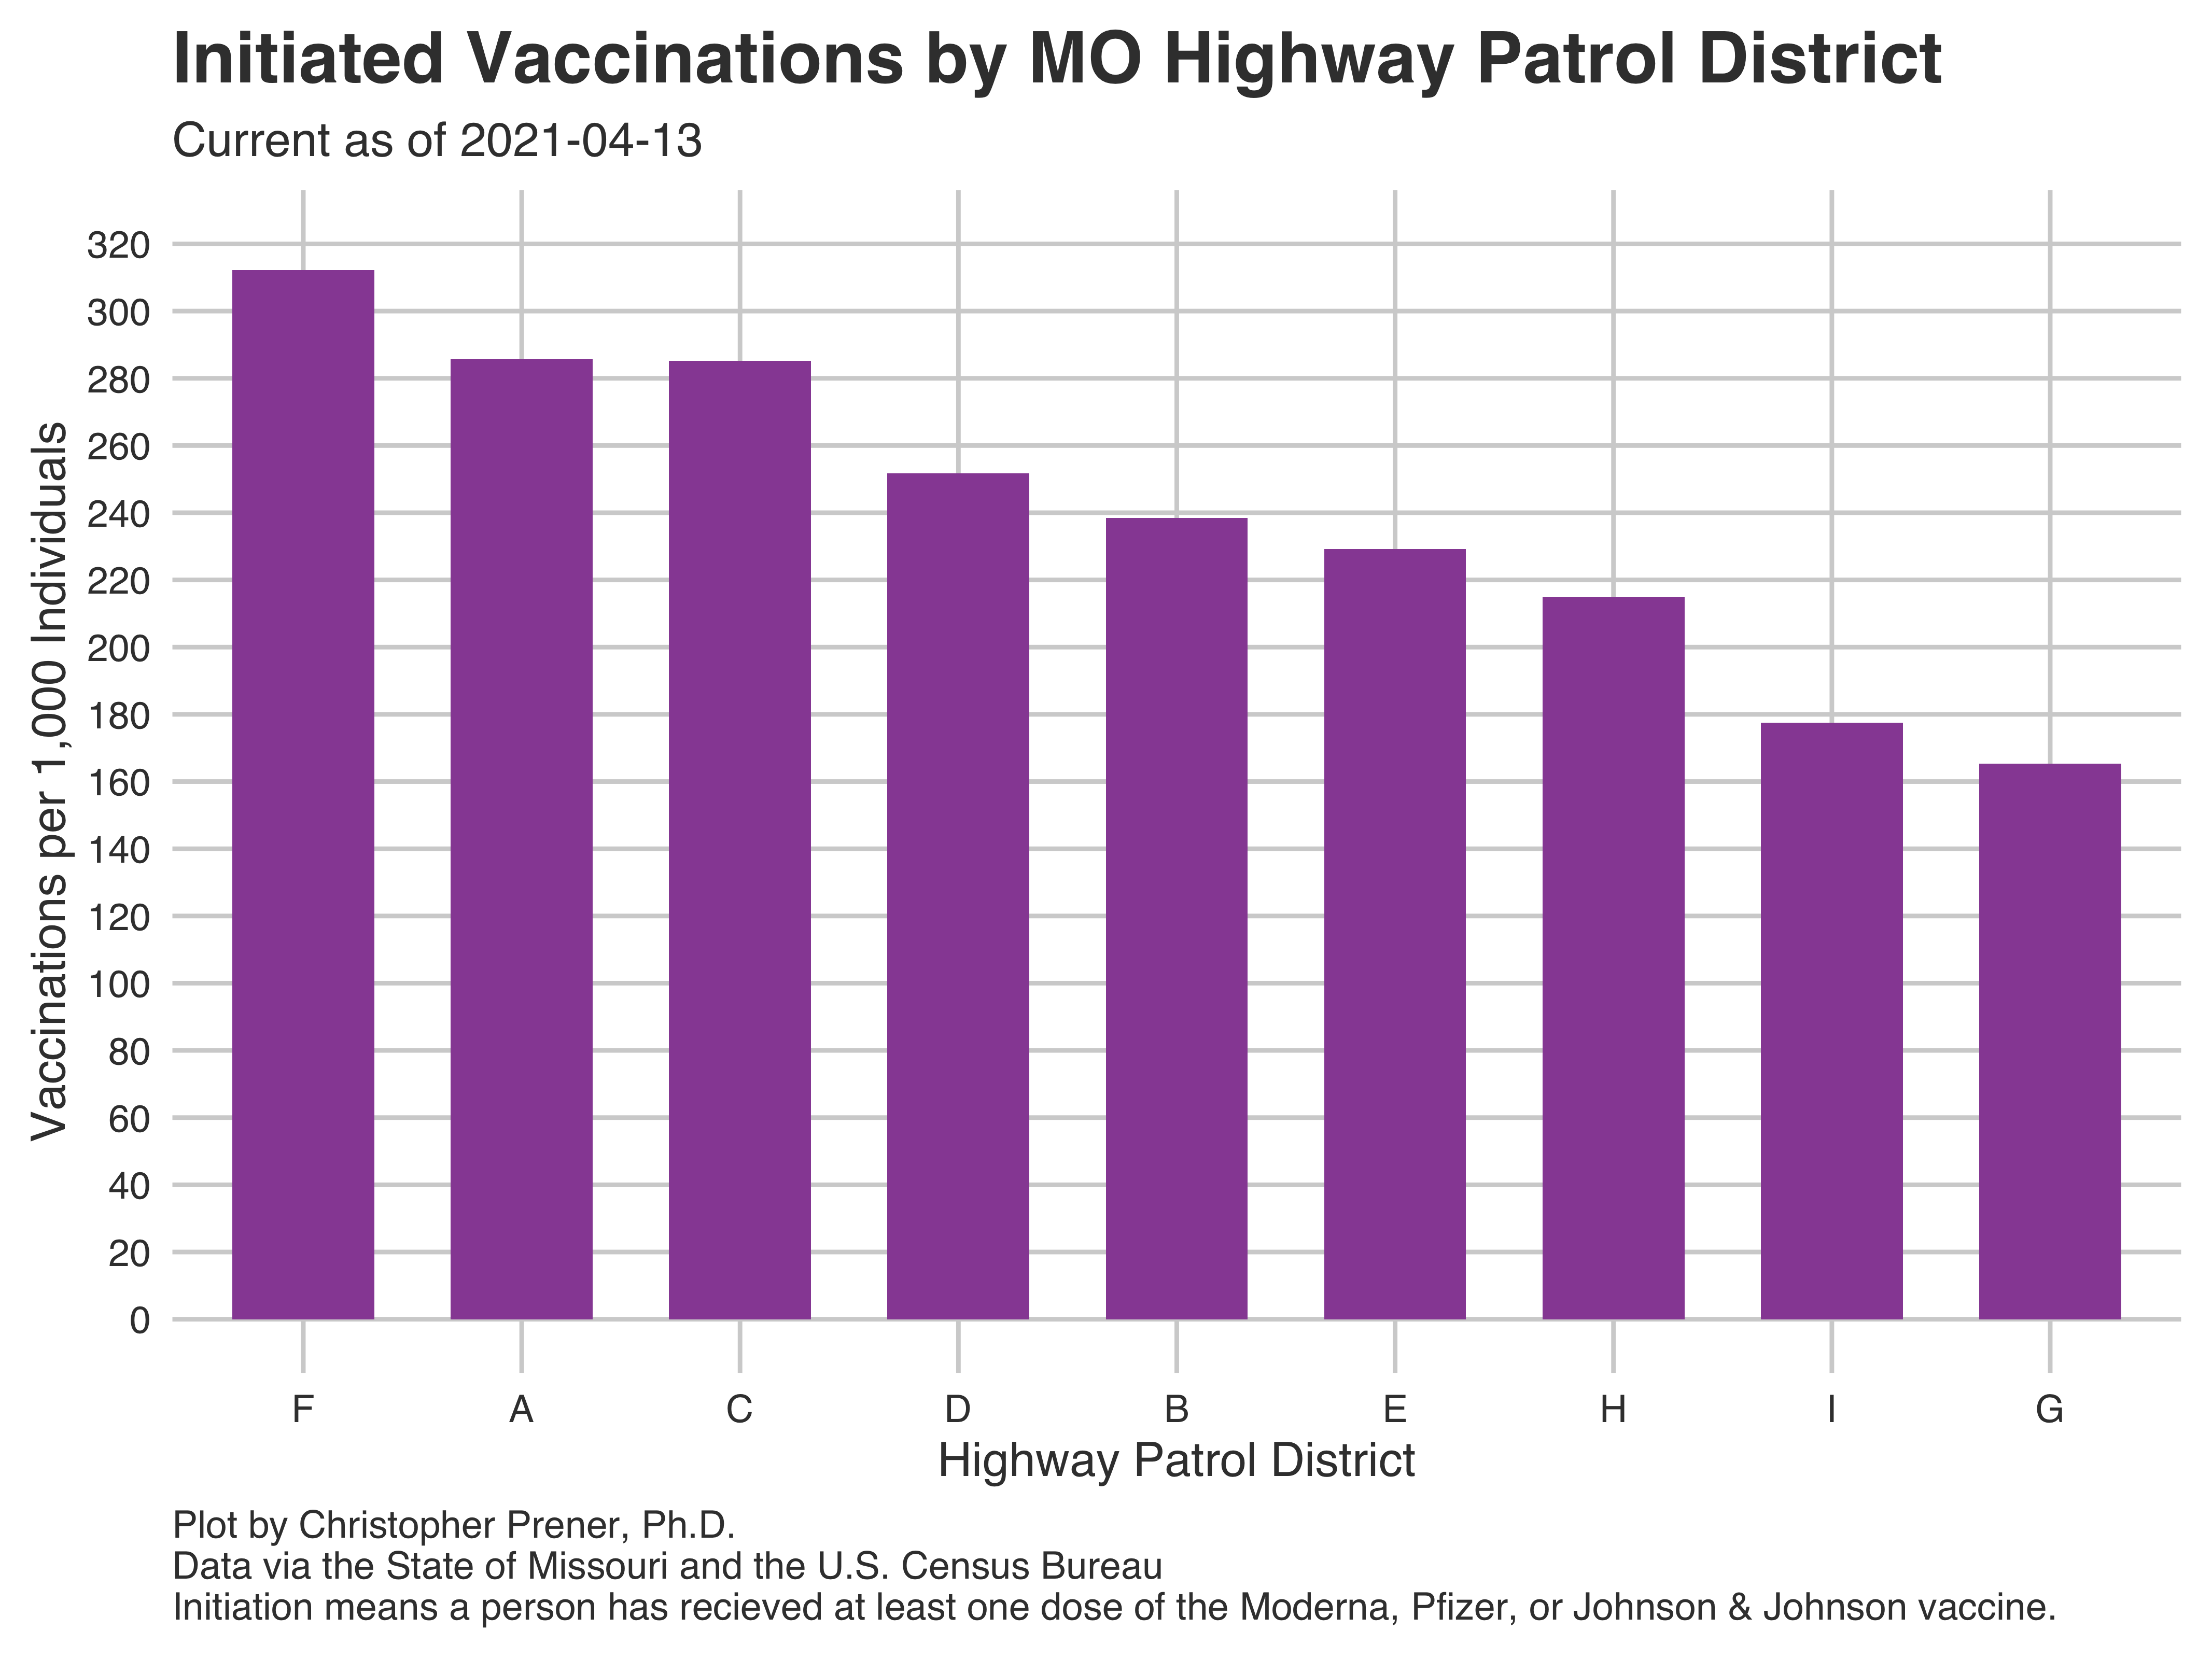 Initiated Vaccinations by MO Highway Patrol District
Current as of 2021-04-13
Vaccinations per 1,000 Individuals
320
300
280
260
240
220
200
180
160
140
120
100
80
60
40
20
0
F A C D B E H I G
Highway Patrol District
Plot by Christopher Prener, Ph.D.
Data via the State of Missouri and the U.S. Census Bureau
Initiation means a person has recieved at least one dose of the Moderna, Pfizer, or Johnson & Johnson vaccine.